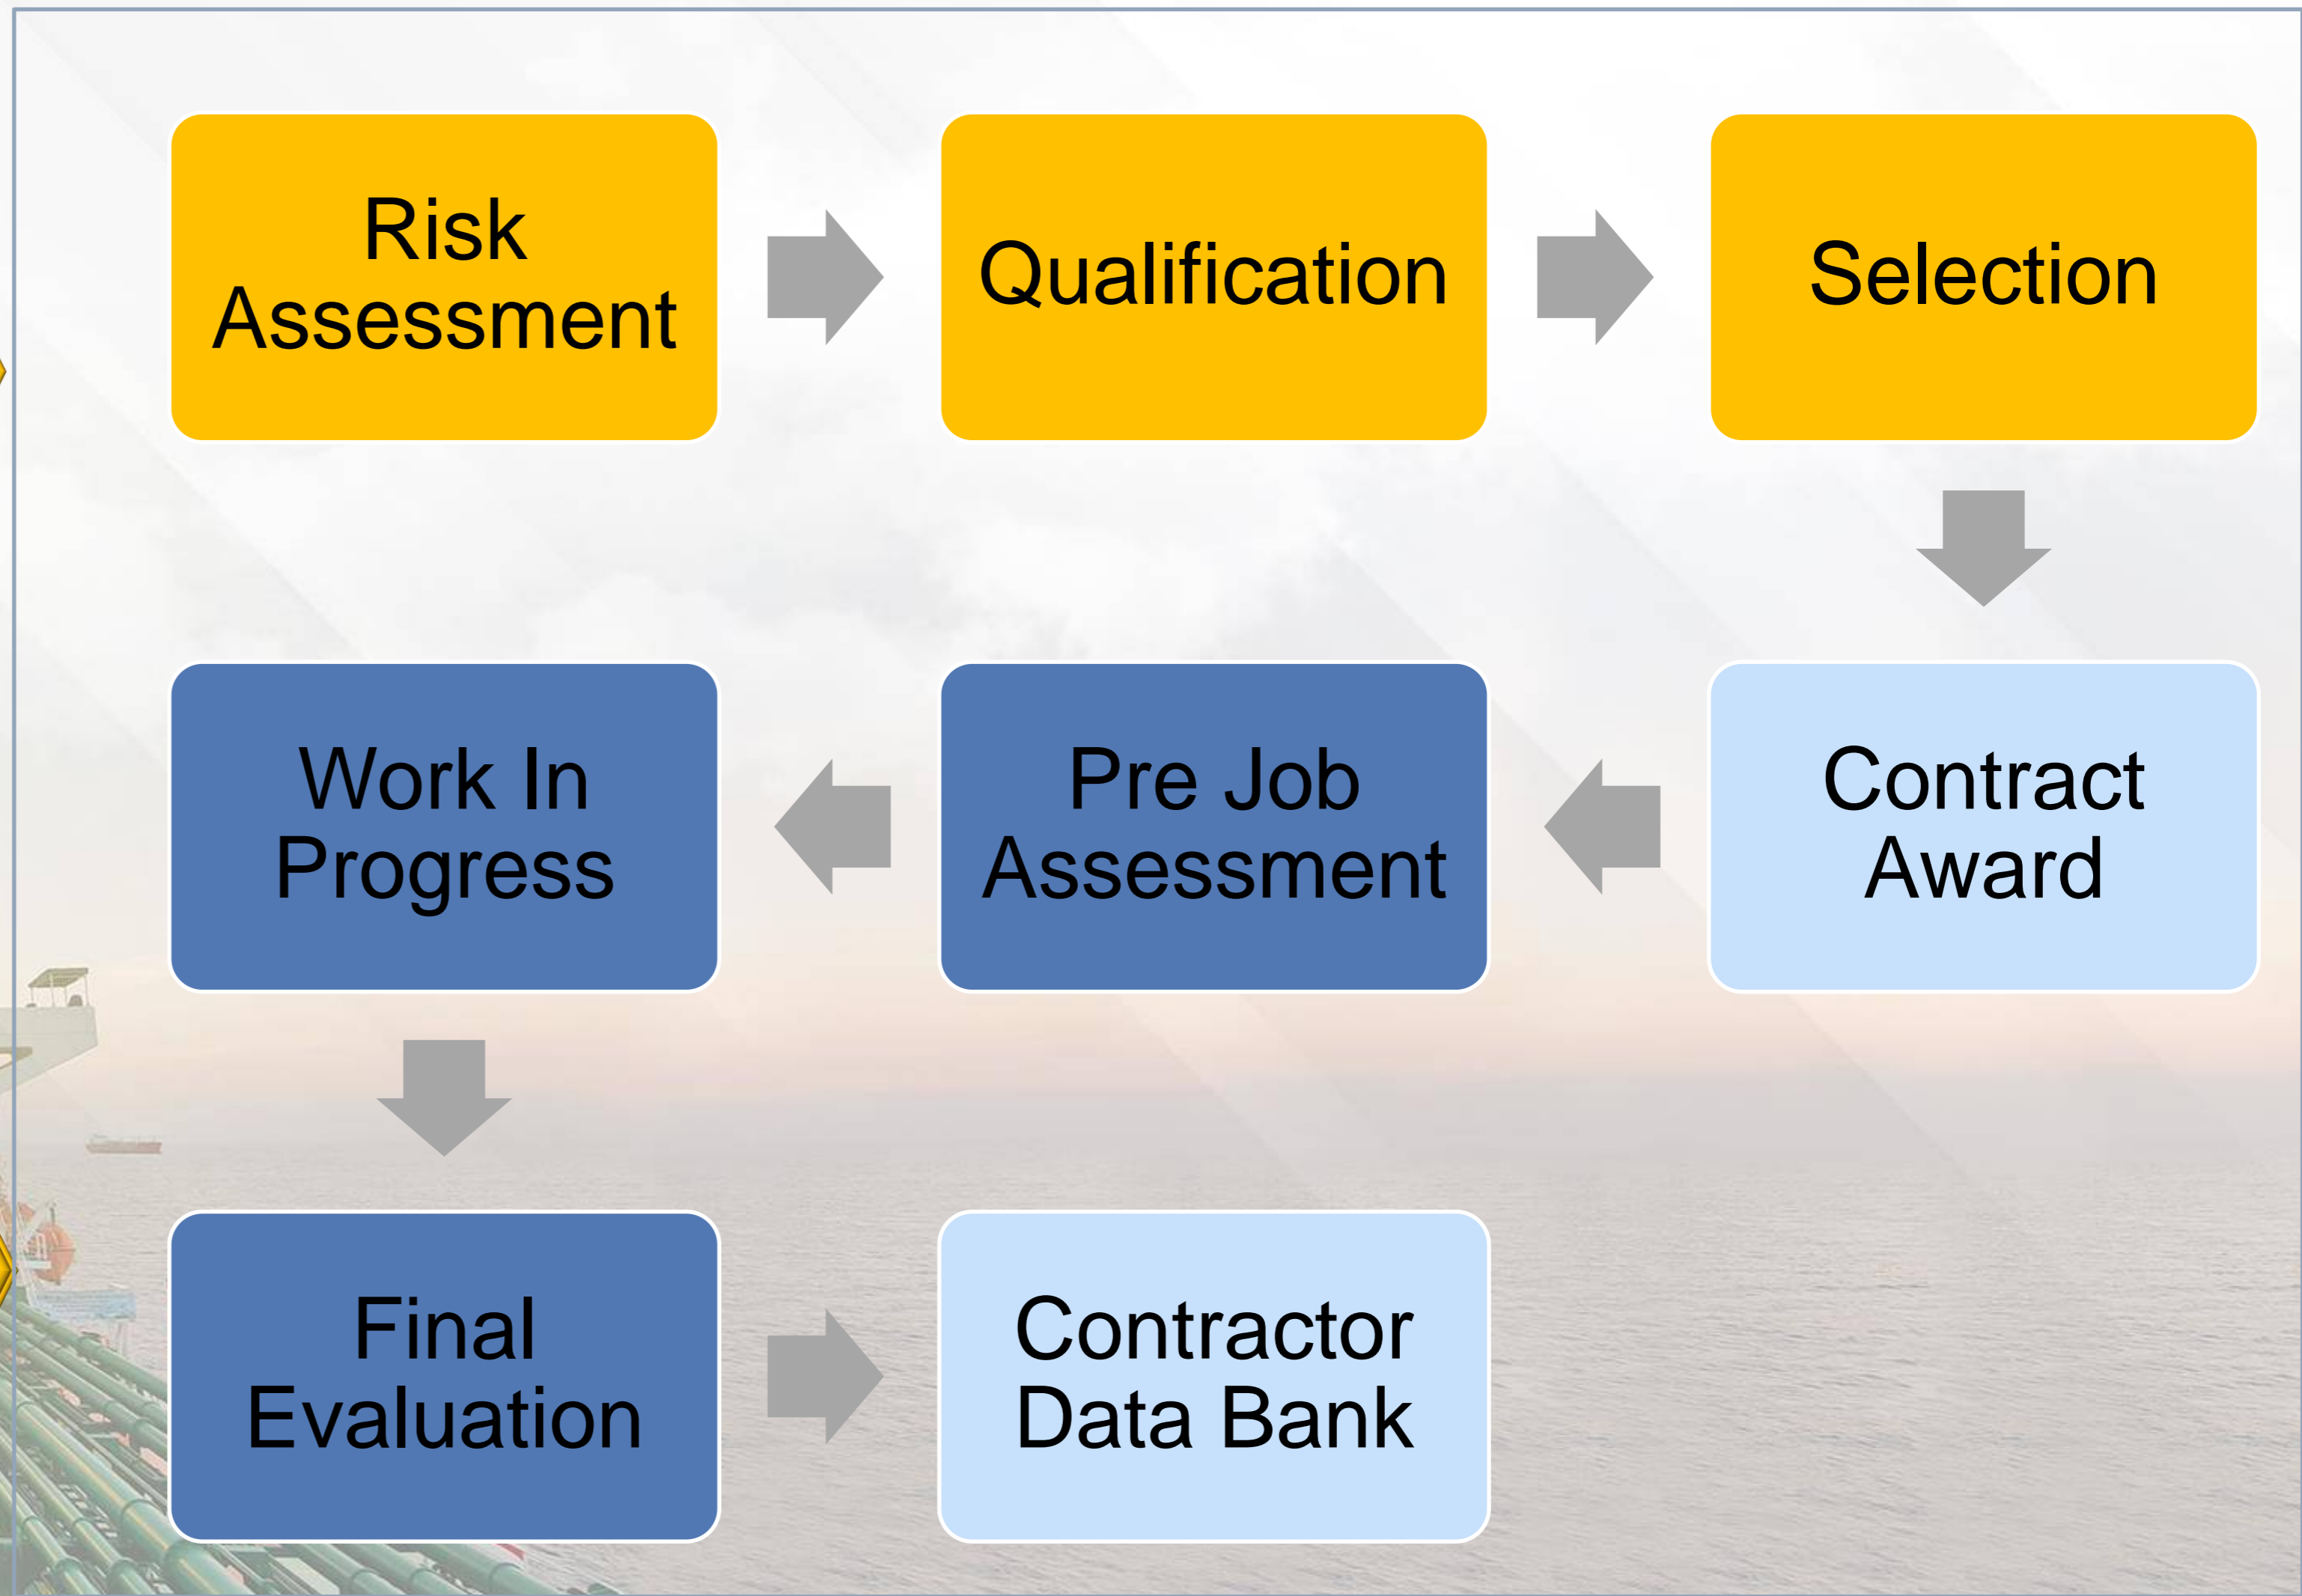 Risk
Assessment
Qualification
Selection
Contract
Award
Pre Job
Assessment
Work In
Progress
Final
Evaluation
Contractor
Data Bank